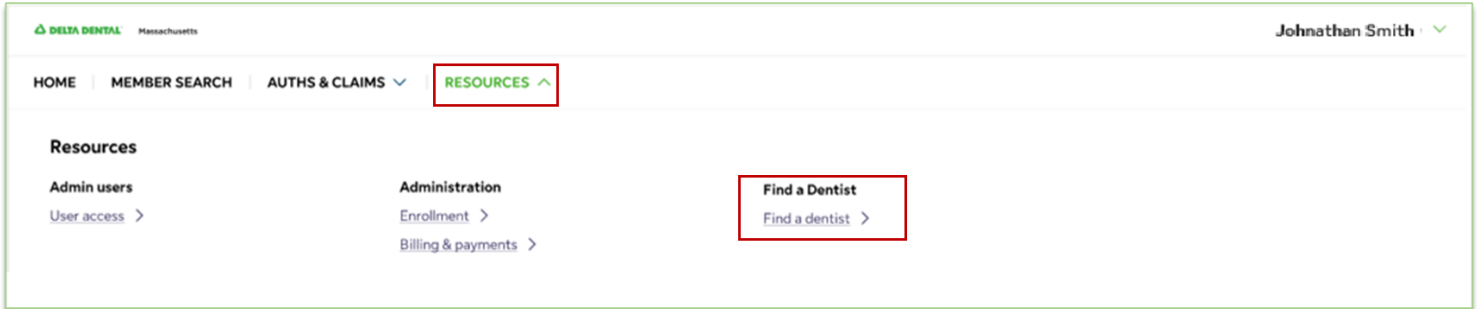 DELTA DENTAL Massachusetts
Johnathan Smith
HOME MEMBER SEARCH AUTHS & CLAIMS RESOURCES
Resources
Admin users Administration Find a Dentist
User access Enrollment Find a dentist
Billing & payments